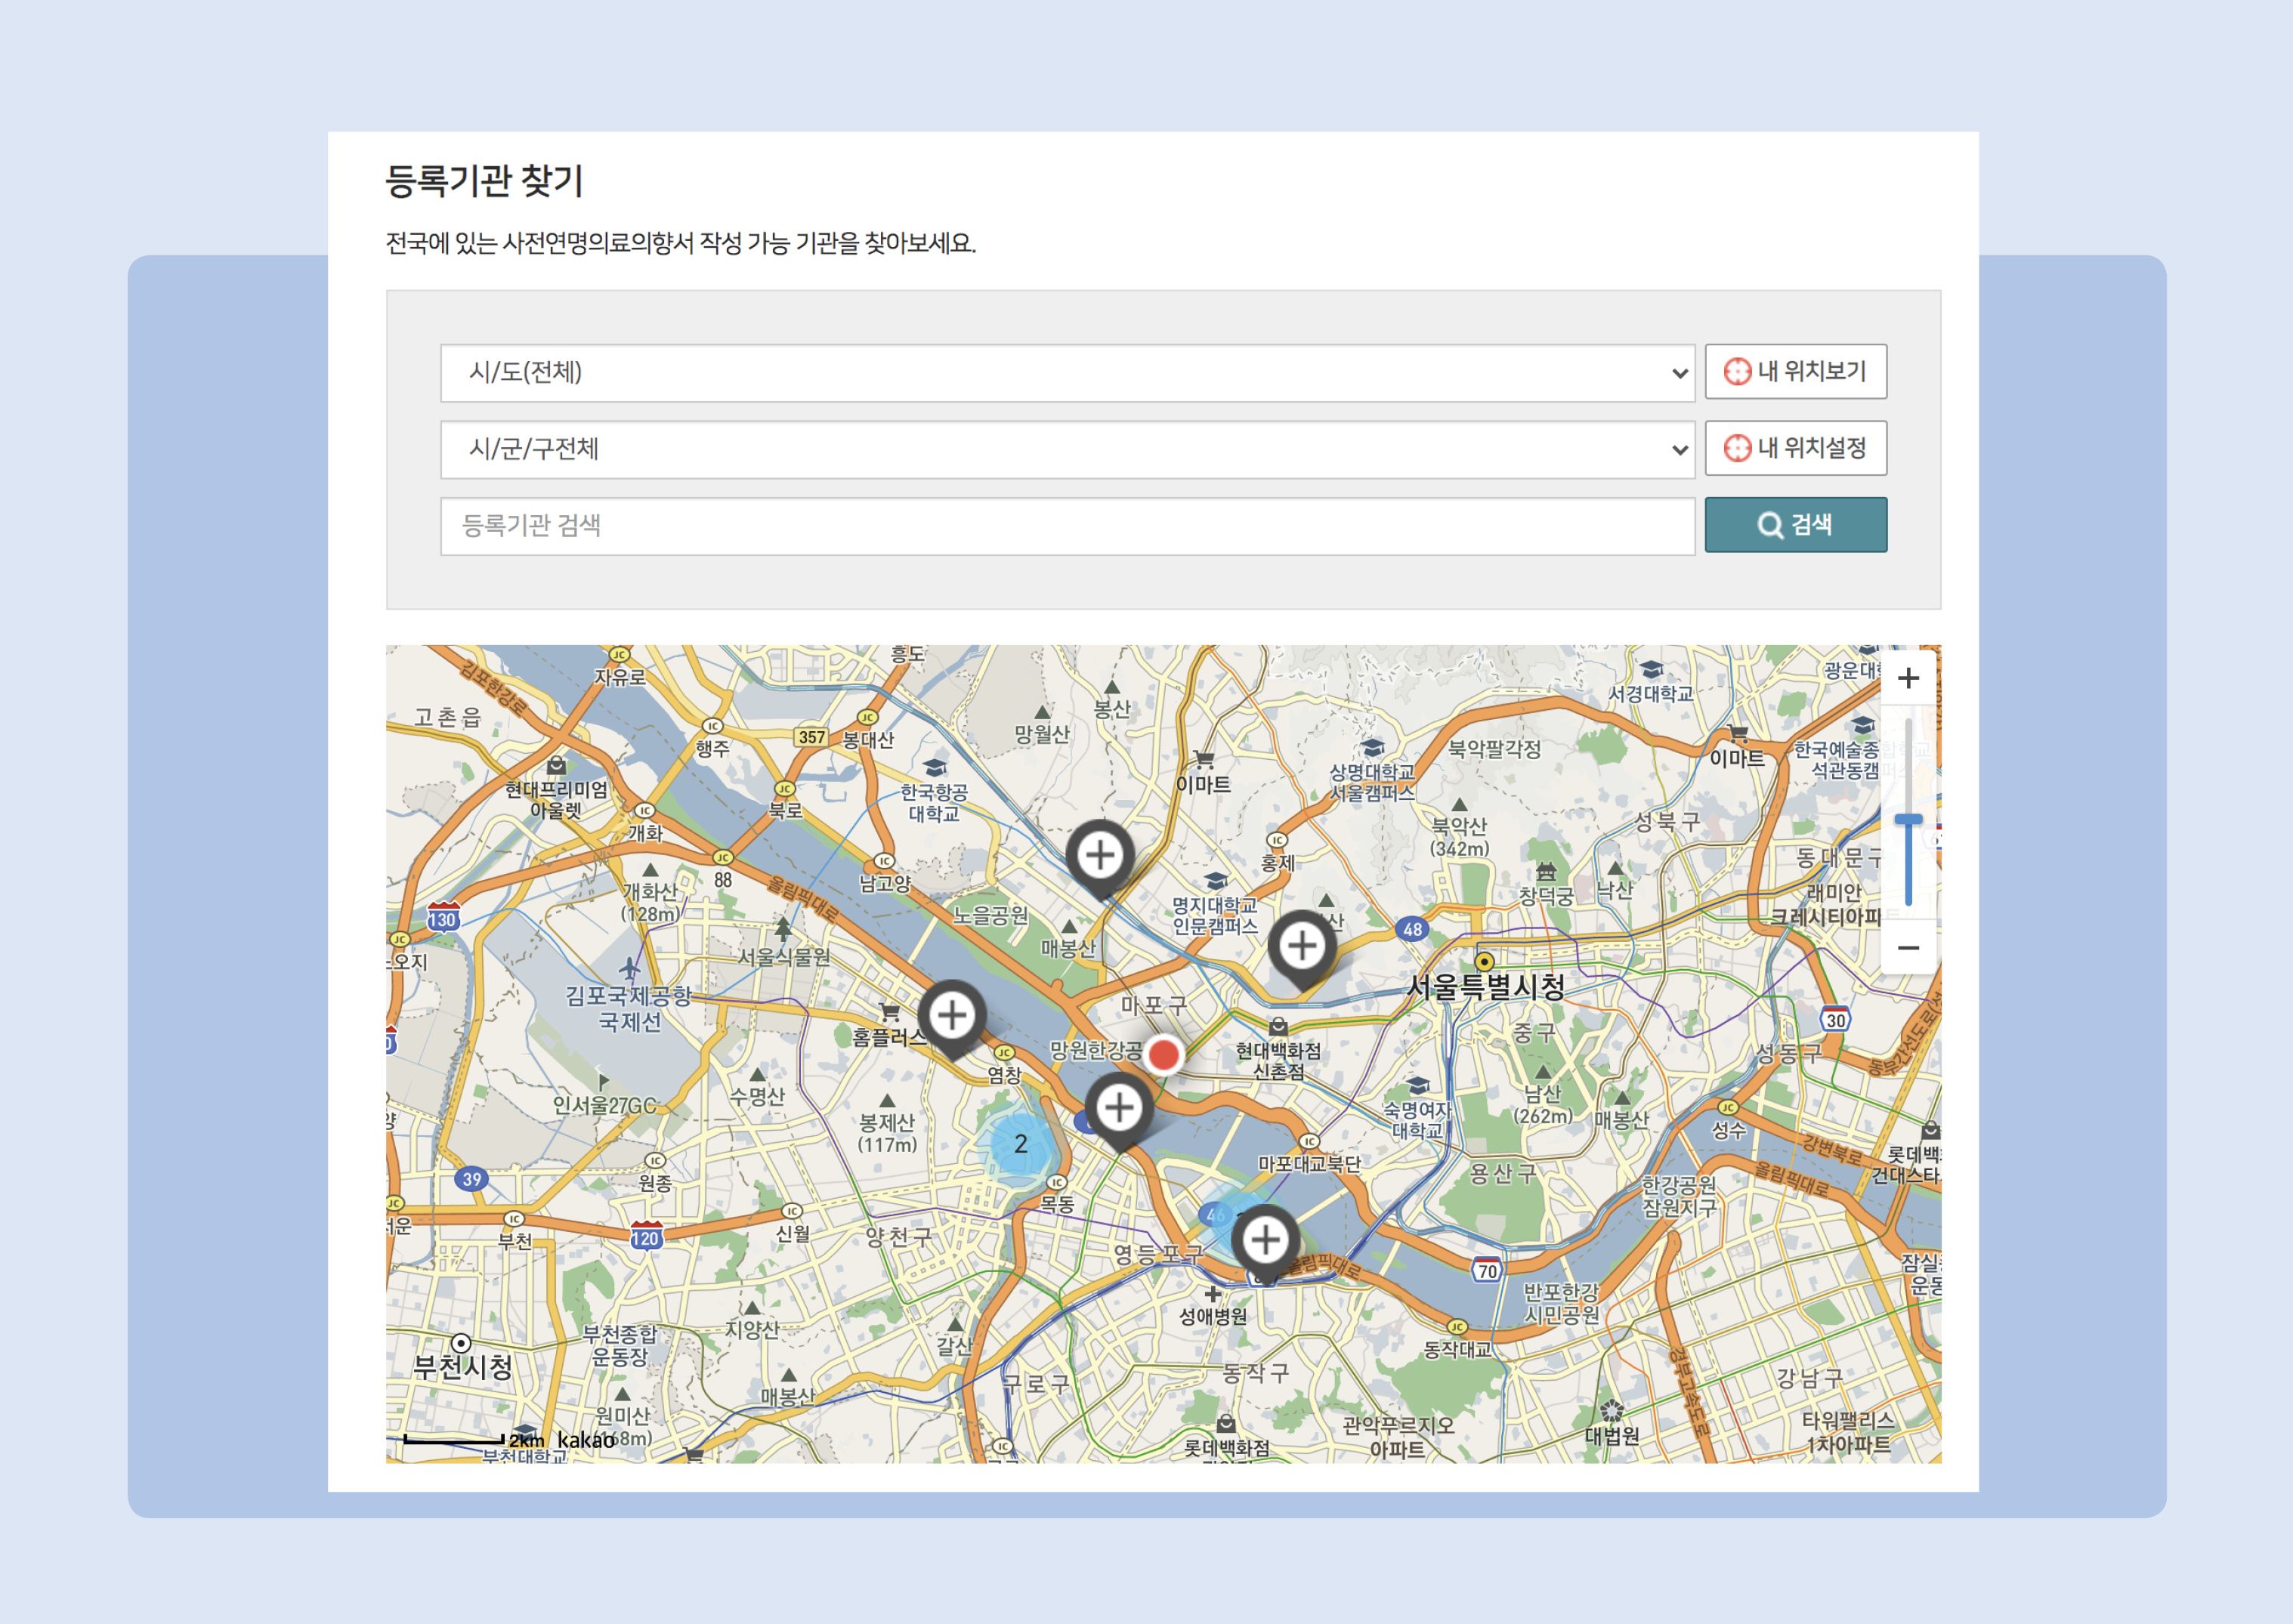 등록기관 찾기
전국에 있는 사전연명의료의향서 작성 가능 기관을 찾아보세요.
시/도(전체)
내 위치보기
시/군/구전체
내 위치설정
등록기관 검색
검색
김포한강로
자유로
흥도
고촌읍
행주
357
봉대산
망월산
봉산
서경대학교
광운대
현대프리미엄
아울렛
개화
북로
한국항공
대학교
이마트
상명대학교
서울캠퍼스
북악팔각정
이마트
한국예술종
석관동캠
북악산
(342m)
성북구
88
올림픽대로
남고양
홍제
동대문구
개화산
(128m)
130
노을공원
명지대학교
인문캠퍼스
창덕궁
낙산
래미안
크레시티아파
48
서울식물원
매봉산
오지
김포국제공항
국제선
마포구
서울특별시청
30
홈플러스
염창
망원한강공
현대백화점
신촌점
중구
성동구
인서울27GC
수명산
봉제산
(117m)
2
숙명여자
대학교
남산
(262m)
매봉산
성수
강변북로
39
원종
목동
마포대교북단
용산구
한강공원
잠원지구
올림픽대로
롯데백
건대스타
부천
120
신월
양천구
46
영등포구
올림픽대로
70
반포한강
시민공원
잠실
성애병원
부천시청
부천종합
운동장
지양산
갈산
동작대교
경부고속도로
매봉산
구로구
동작구
강남구
원미산
2km
kakao
부천대학교
롯데백화점
관악푸르지오
아파트
대법원
타워팰리스
1차아파트